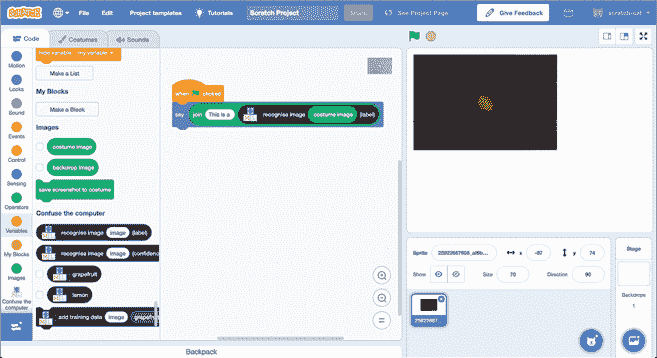 SCRATCH
File
Edit
Project templates
Tutorials
Scratch Project
Share
See Project Page
Give Feedback
scratch-cat
Code
Costumes
Sounds
Motion
Looks
Sound
Events
Control
Sensing
Operators
Variables
My Blocks
Images
Confuse the
computer
hide variable my variable
Make a List
My Blocks
Make a Block
Images
costume image
backdrop image
save screenshot to costume
Confuse the computer
recognise image image (label)
recognise image image (confidenc
grapefruit
lemon
add training data image grapefru
when clicked
say join This is a recognise image costume image (label)
Sprite
x -87
y 74
Show
Size 70
Direction 90
Stage
Backdrops
1
Backpack